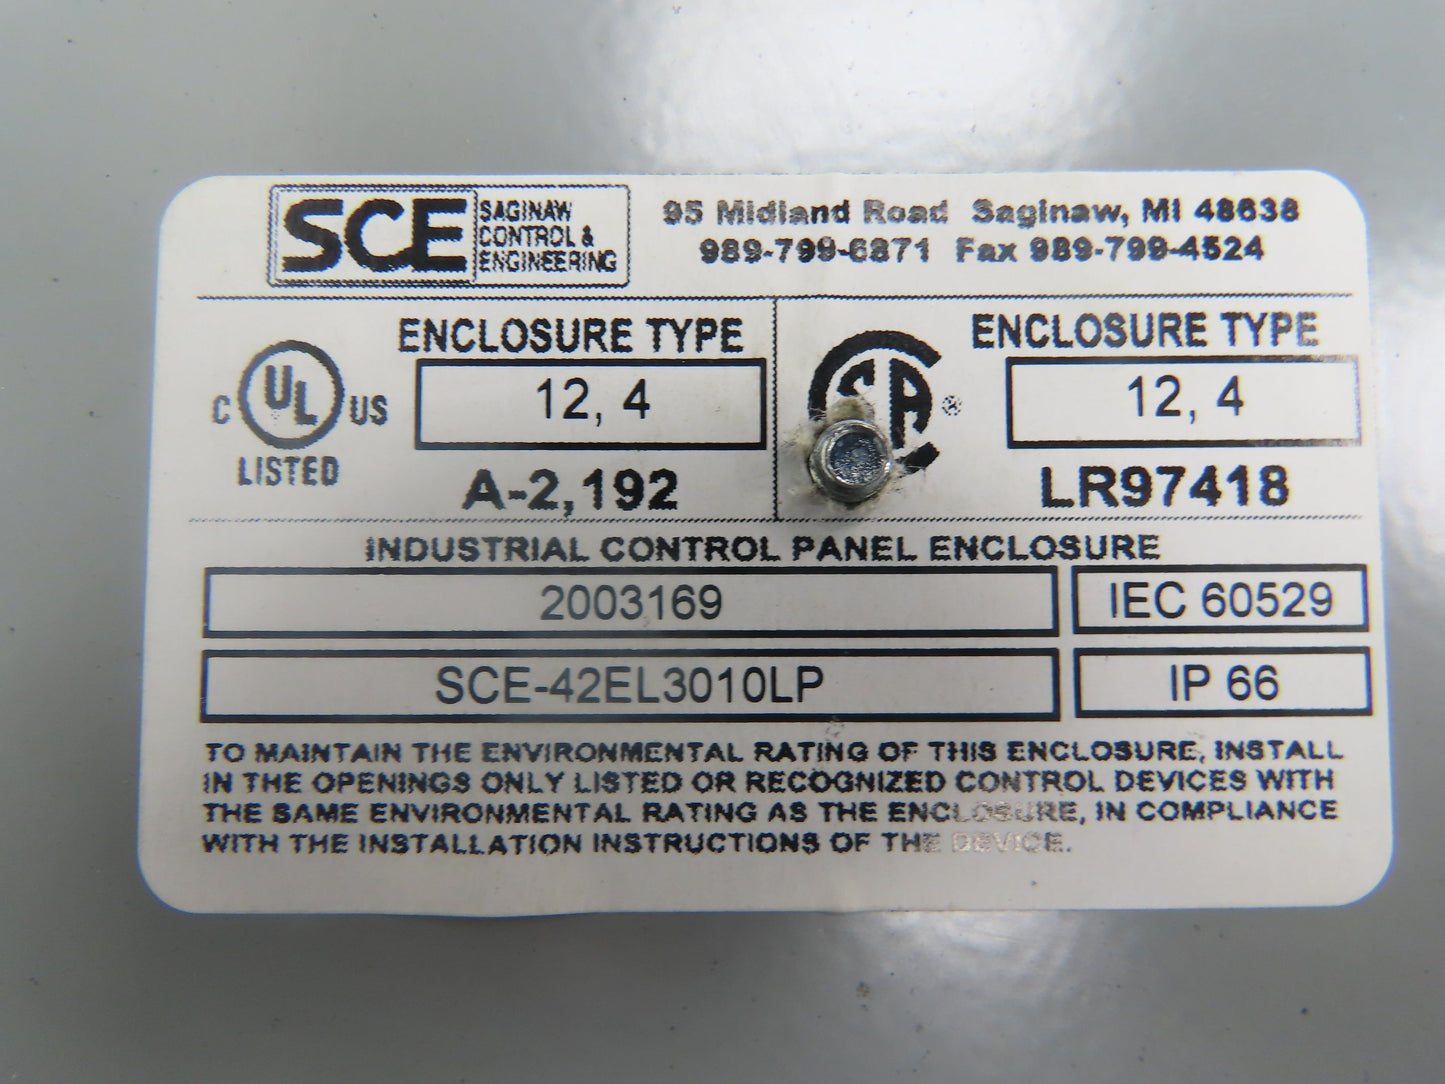 SCE SAGINAW CONTROL & ENGINEERING
95 Midland Road Saginaw, MI 48638
989-799-6871 Fax 989-799-4524
C UL US LISTED
ENCLOSURE TYPE
12, 4
A-2,192
SA ®
ENCLOSURE TYPE
12, 4
LR97418
INDUSTRIAL CONTROL PANEL ENCLOSURE
2003169 IEC 60529
SCE-42EL3010LP IP 66
TO MAINTAIN THE ENVIRONMENTAL RATING OF THIS ENCLOSURE, INSTALL
IN THE OPENINGS ONLY LISTED OR RECOGNIZED CONTROL DEVICES WITH
THE SAME ENVIRONMENTAL RATING AS THE ENCLOSURE, IN COMPLIANCE
WITH THE INSTALLATION INSTRUCTIONS OF THE DEVICE.